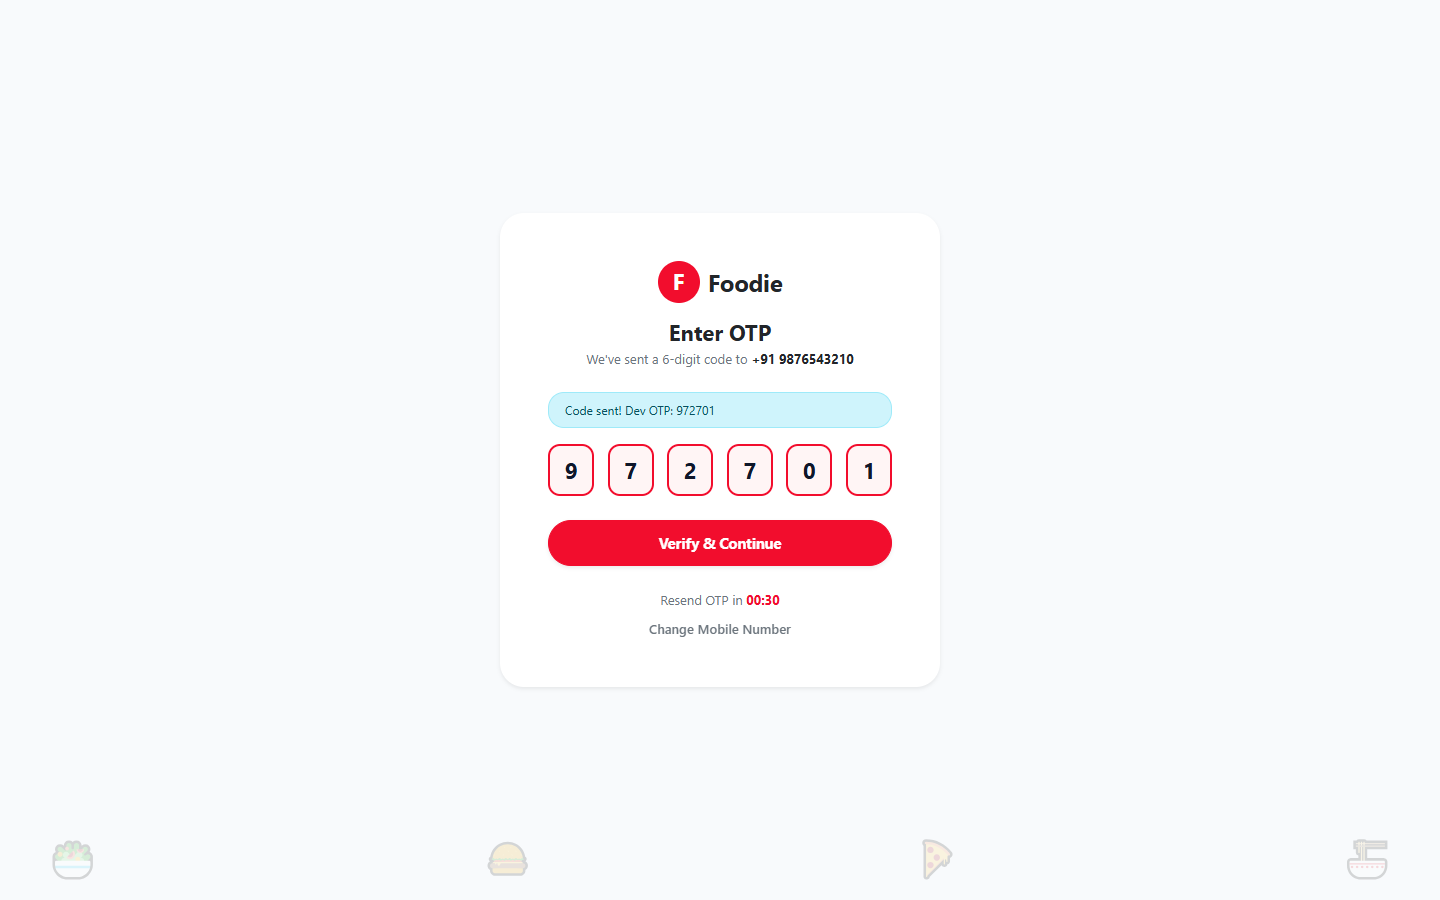 F Foodie
Enter OTP
We've sent a 6-digit code to +91 9876543210
Code sent! Dev OTP: 972701
9 7 2 7 0 1
Verify & Continue
Resend OTP in 00:30
Change Mobile Number